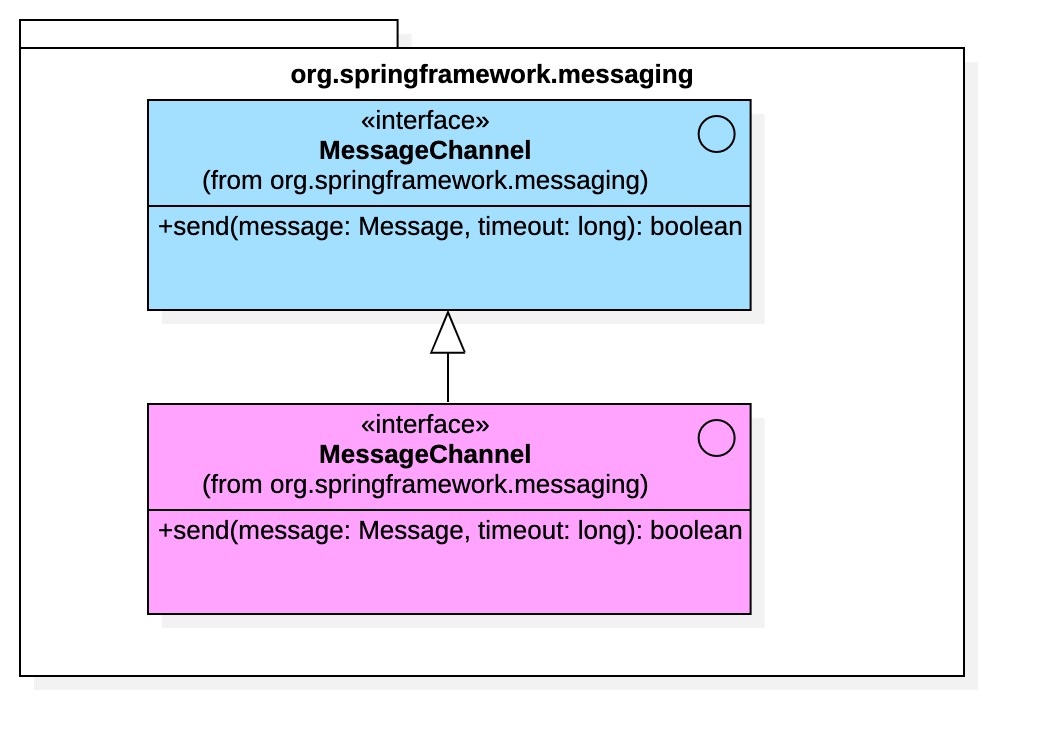 org.springframework.messaging
«interface»
MessageChannel
(from org.springframework.messaging)
+send(message: Message, timeout: long): boolean
«interface»
MessageChannel
(from org.springframework.messaging)
+send(message: Message, timeout: long): boolean